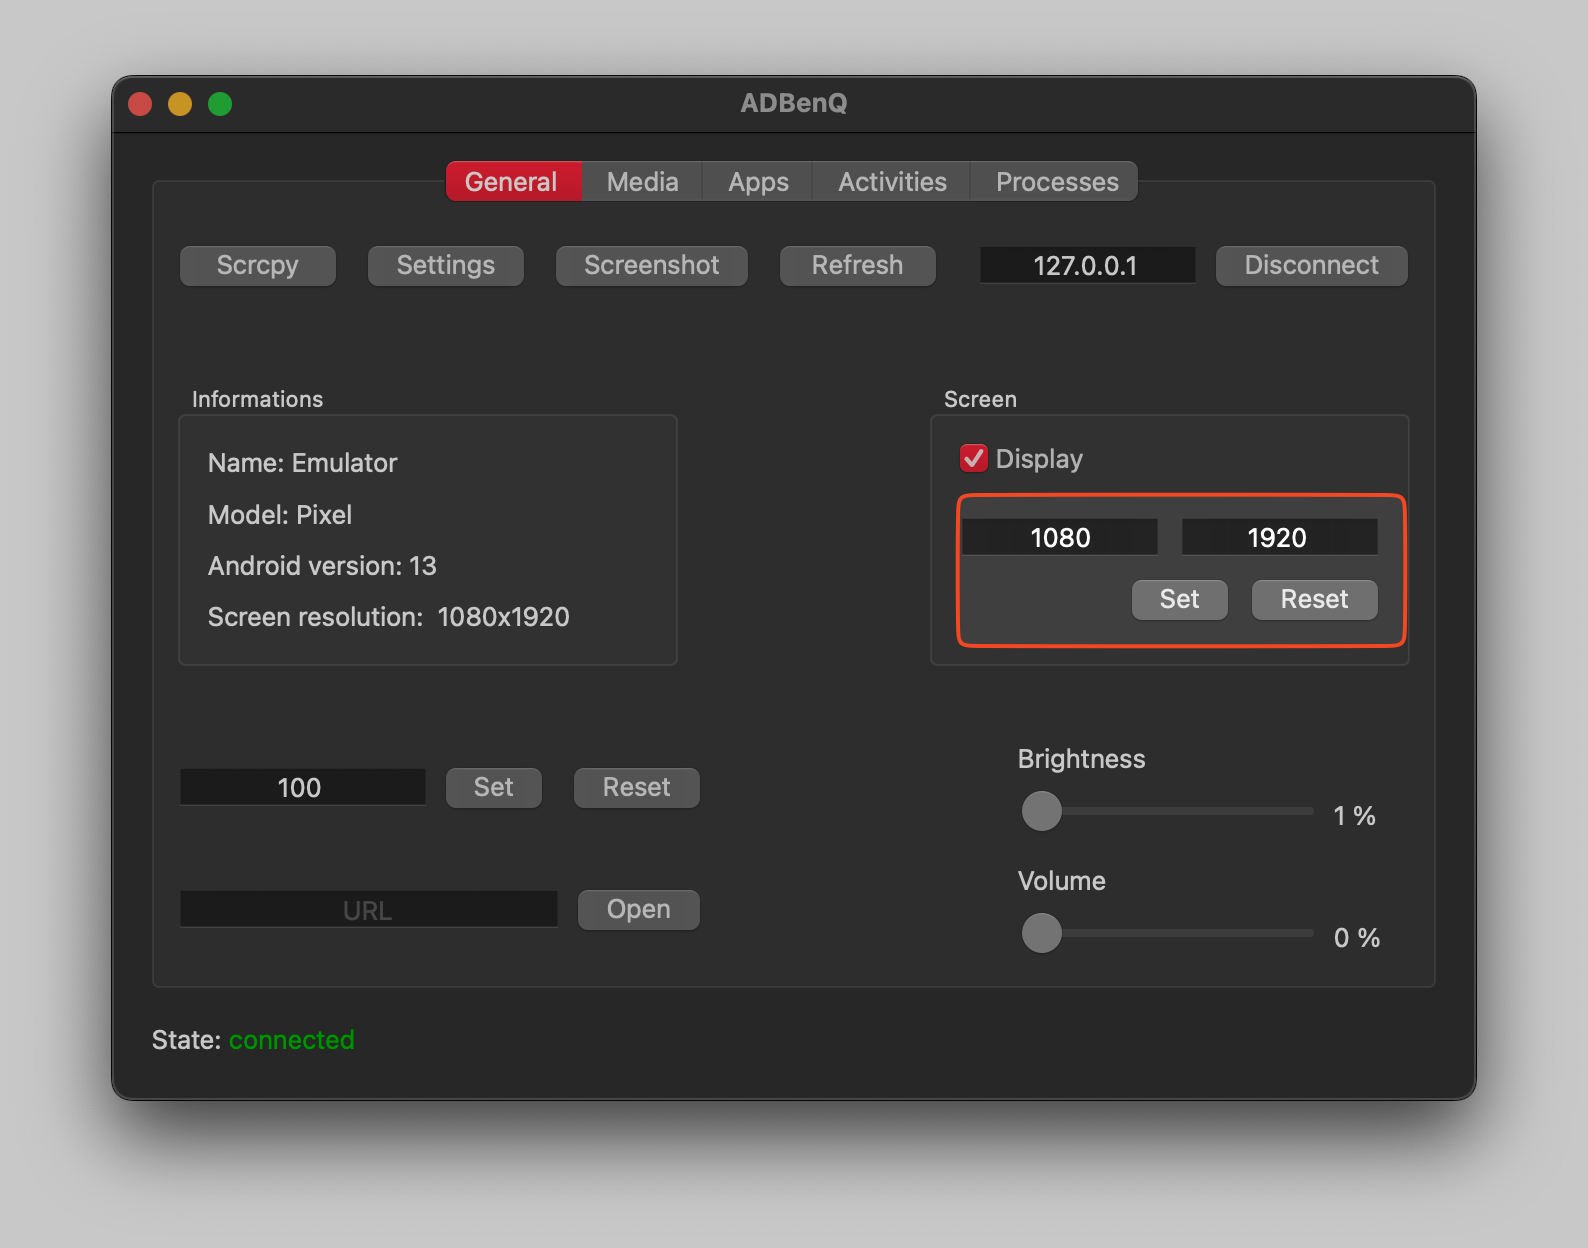 ADBenQ
General Media Apps Activities Processes
Scrcpy Settings Screenshot Refresh 127.0.0.1 Disconnect
Informations
Name: Emulator
Model: Pixel
Android version: 13
Screen resolution: 1080x1920
Screen
Display
1080 1920
Set Reset
100 Set Reset
URL Open
Brightness
1 %
Volume
0 %
State: connected